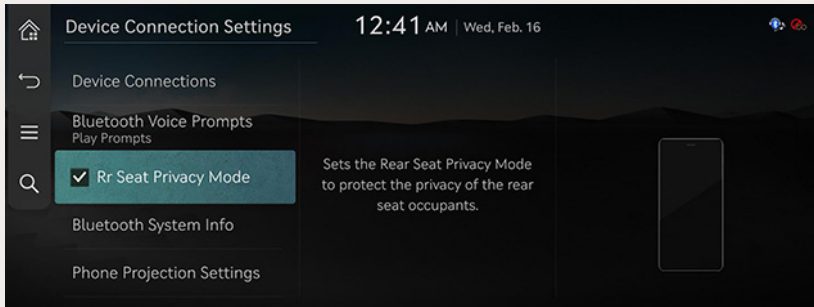 Device Connection Settings
12:41 AM | Wed, Feb. 16
Device Connections
Bluetooth Voice Prompts
Play Prompts
Rr Seat Privacy Mode
Sets the Rear Seat Privacy Mode
to protect the privacy of the rear
seat occupants.
Bluetooth System Info
Phone Projection Settings